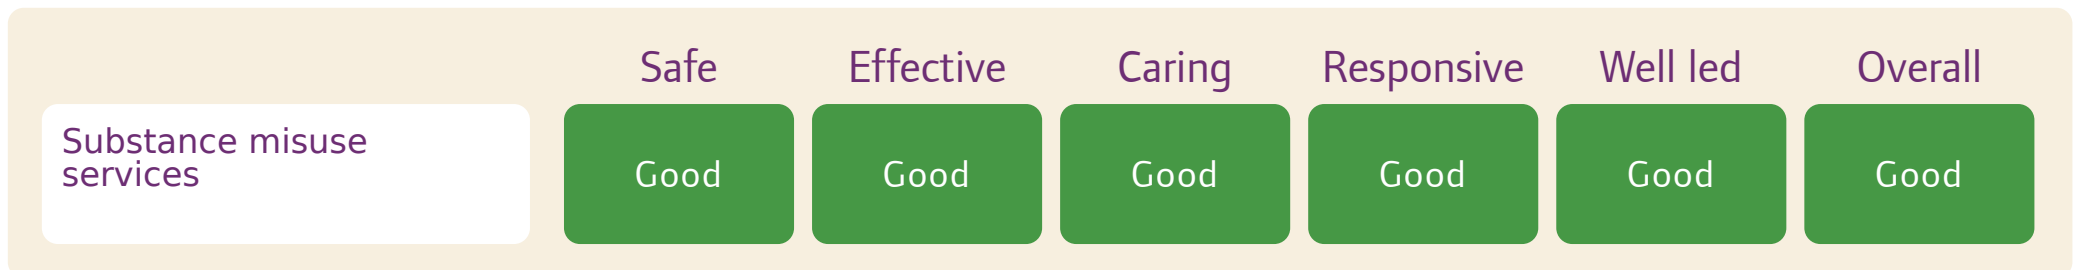 Safe Effective Caring Responsive Well led Overall
Substance misuse
services
Good Good Good Good Good Good